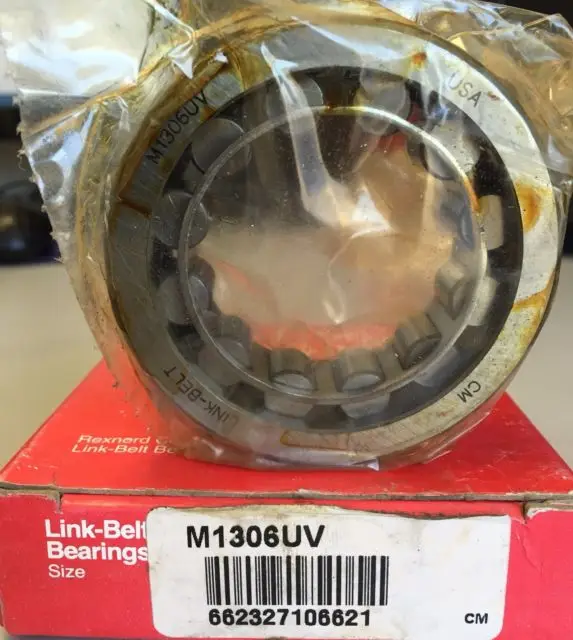 M1306UV
USA
LINK-BELT
CM
Rexnord
Link-Belt
Link-Belt
Bearings
Size
M1306UV
662327106621
CM